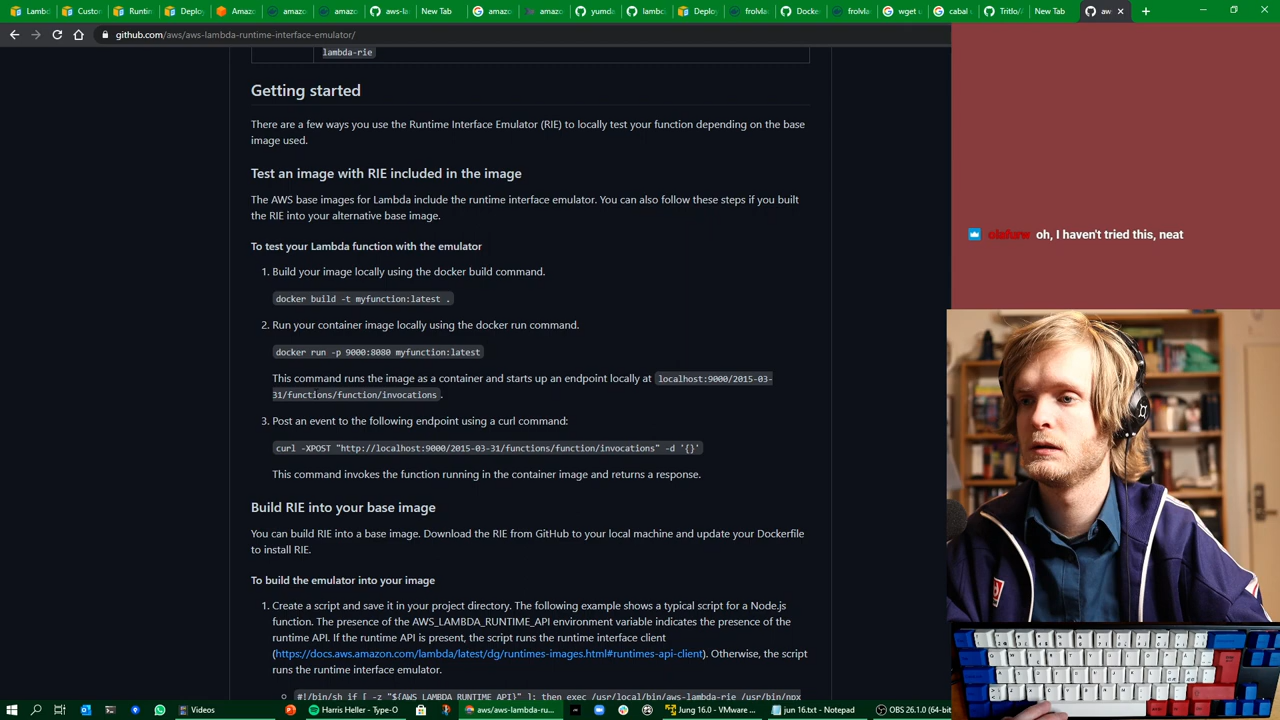 Lambd
Custom
Runtin
Deploy
Amazo
amazo
amazo
aws-la
New Tab
amazo
amazo
yumda
lambda
Deploy
frolvla
Docke
frolvla
wget u
cabal u
Tritlo/A
New Tab
aw
github.com/aws/aws-lambda-runtime-interface-emulator/
lambda-rie
Getting started
There are a few ways you use the Runtime Interface Emulator (RIE) to locally test your function depending on the base
image used.
Test an image with RIE included in the image
The AWS base images for Lambda include the runtime interface emulator. You can also follow these steps if you built
the RIE into your alternative base image.
To test your Lambda function with the emulator
1. Build your image locally using the docker build command.
docker build -t myfunction:latest .
2. Run your container image locally using the docker run command.
docker run -p 9000:8080 myfunction:latest
This command runs the image as a container and starts up an endpoint locally at localhost:9000/2015-03-
31/functions/function/invocations .
3. Post an event to the following endpoint using a curl command:
curl -XPOST "http://localhost:9000/2015-03-31/functions/function/invocations" -d '{}'
This command invokes the function running in the container image and returns a response.
Build RIE into your base image
You can build RIE into a base image. Download the RIE from GitHub to your local machine and update your Dockerfile
to install RIE.
To build the emulator into your image
1. Create a script and save it in your project directory. The following example shows a typical script for a Node.js
function. The presence of the AWS_LAMBDA_RUNTIME_API environment variable indicates the presence of the
runtime API. If the runtime API is present, the script runs the runtime interface client
(https://docs.aws.amazon.com/lambda/latest/dg/runtimes-images.html#runtimes-api-client). Otherwise, the script
runs the runtime interface emulator.
#!/bin/sh if [ -z "${AWS_LAMBDA_RUNTIME_API}" ]; then exec /usr/local/bin/aws-lambda-rie /usr/bin/npx
oh, I haven't tried this, neat
Videos
Harris Heller - Type-O
aws/aws-lambda-ru...
Jung 16.0 - VMware ...
jun 16.txt - Notepad
OBS 26.1.0 (64-bit